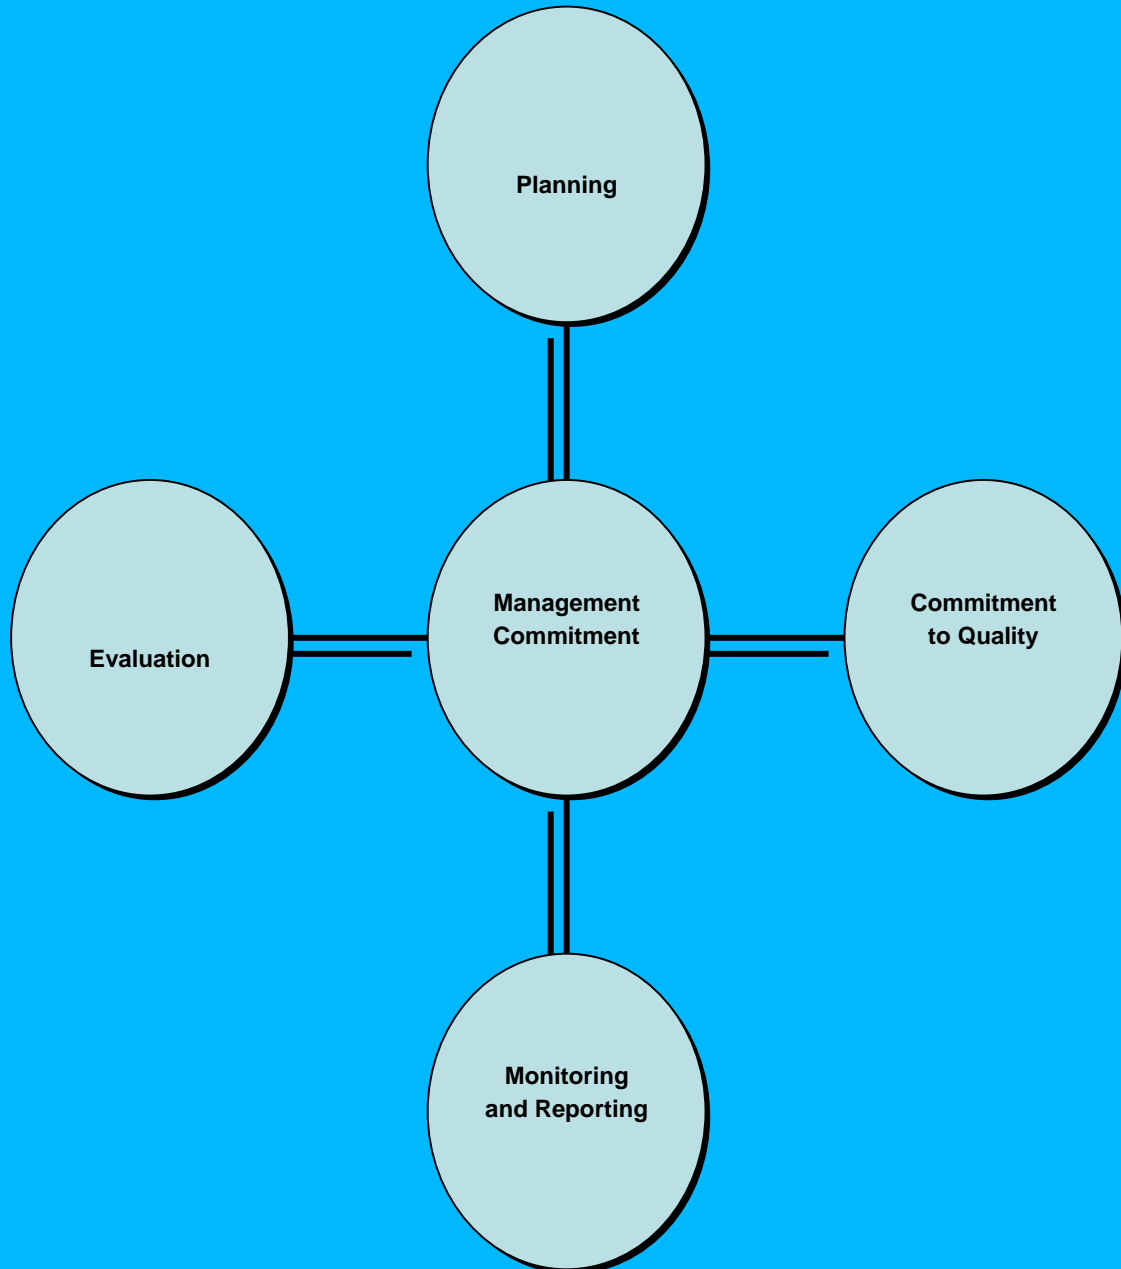 Planning
Evaluation
Management
Commitment
Commitment
to Quality
Monitoring
and Reporting